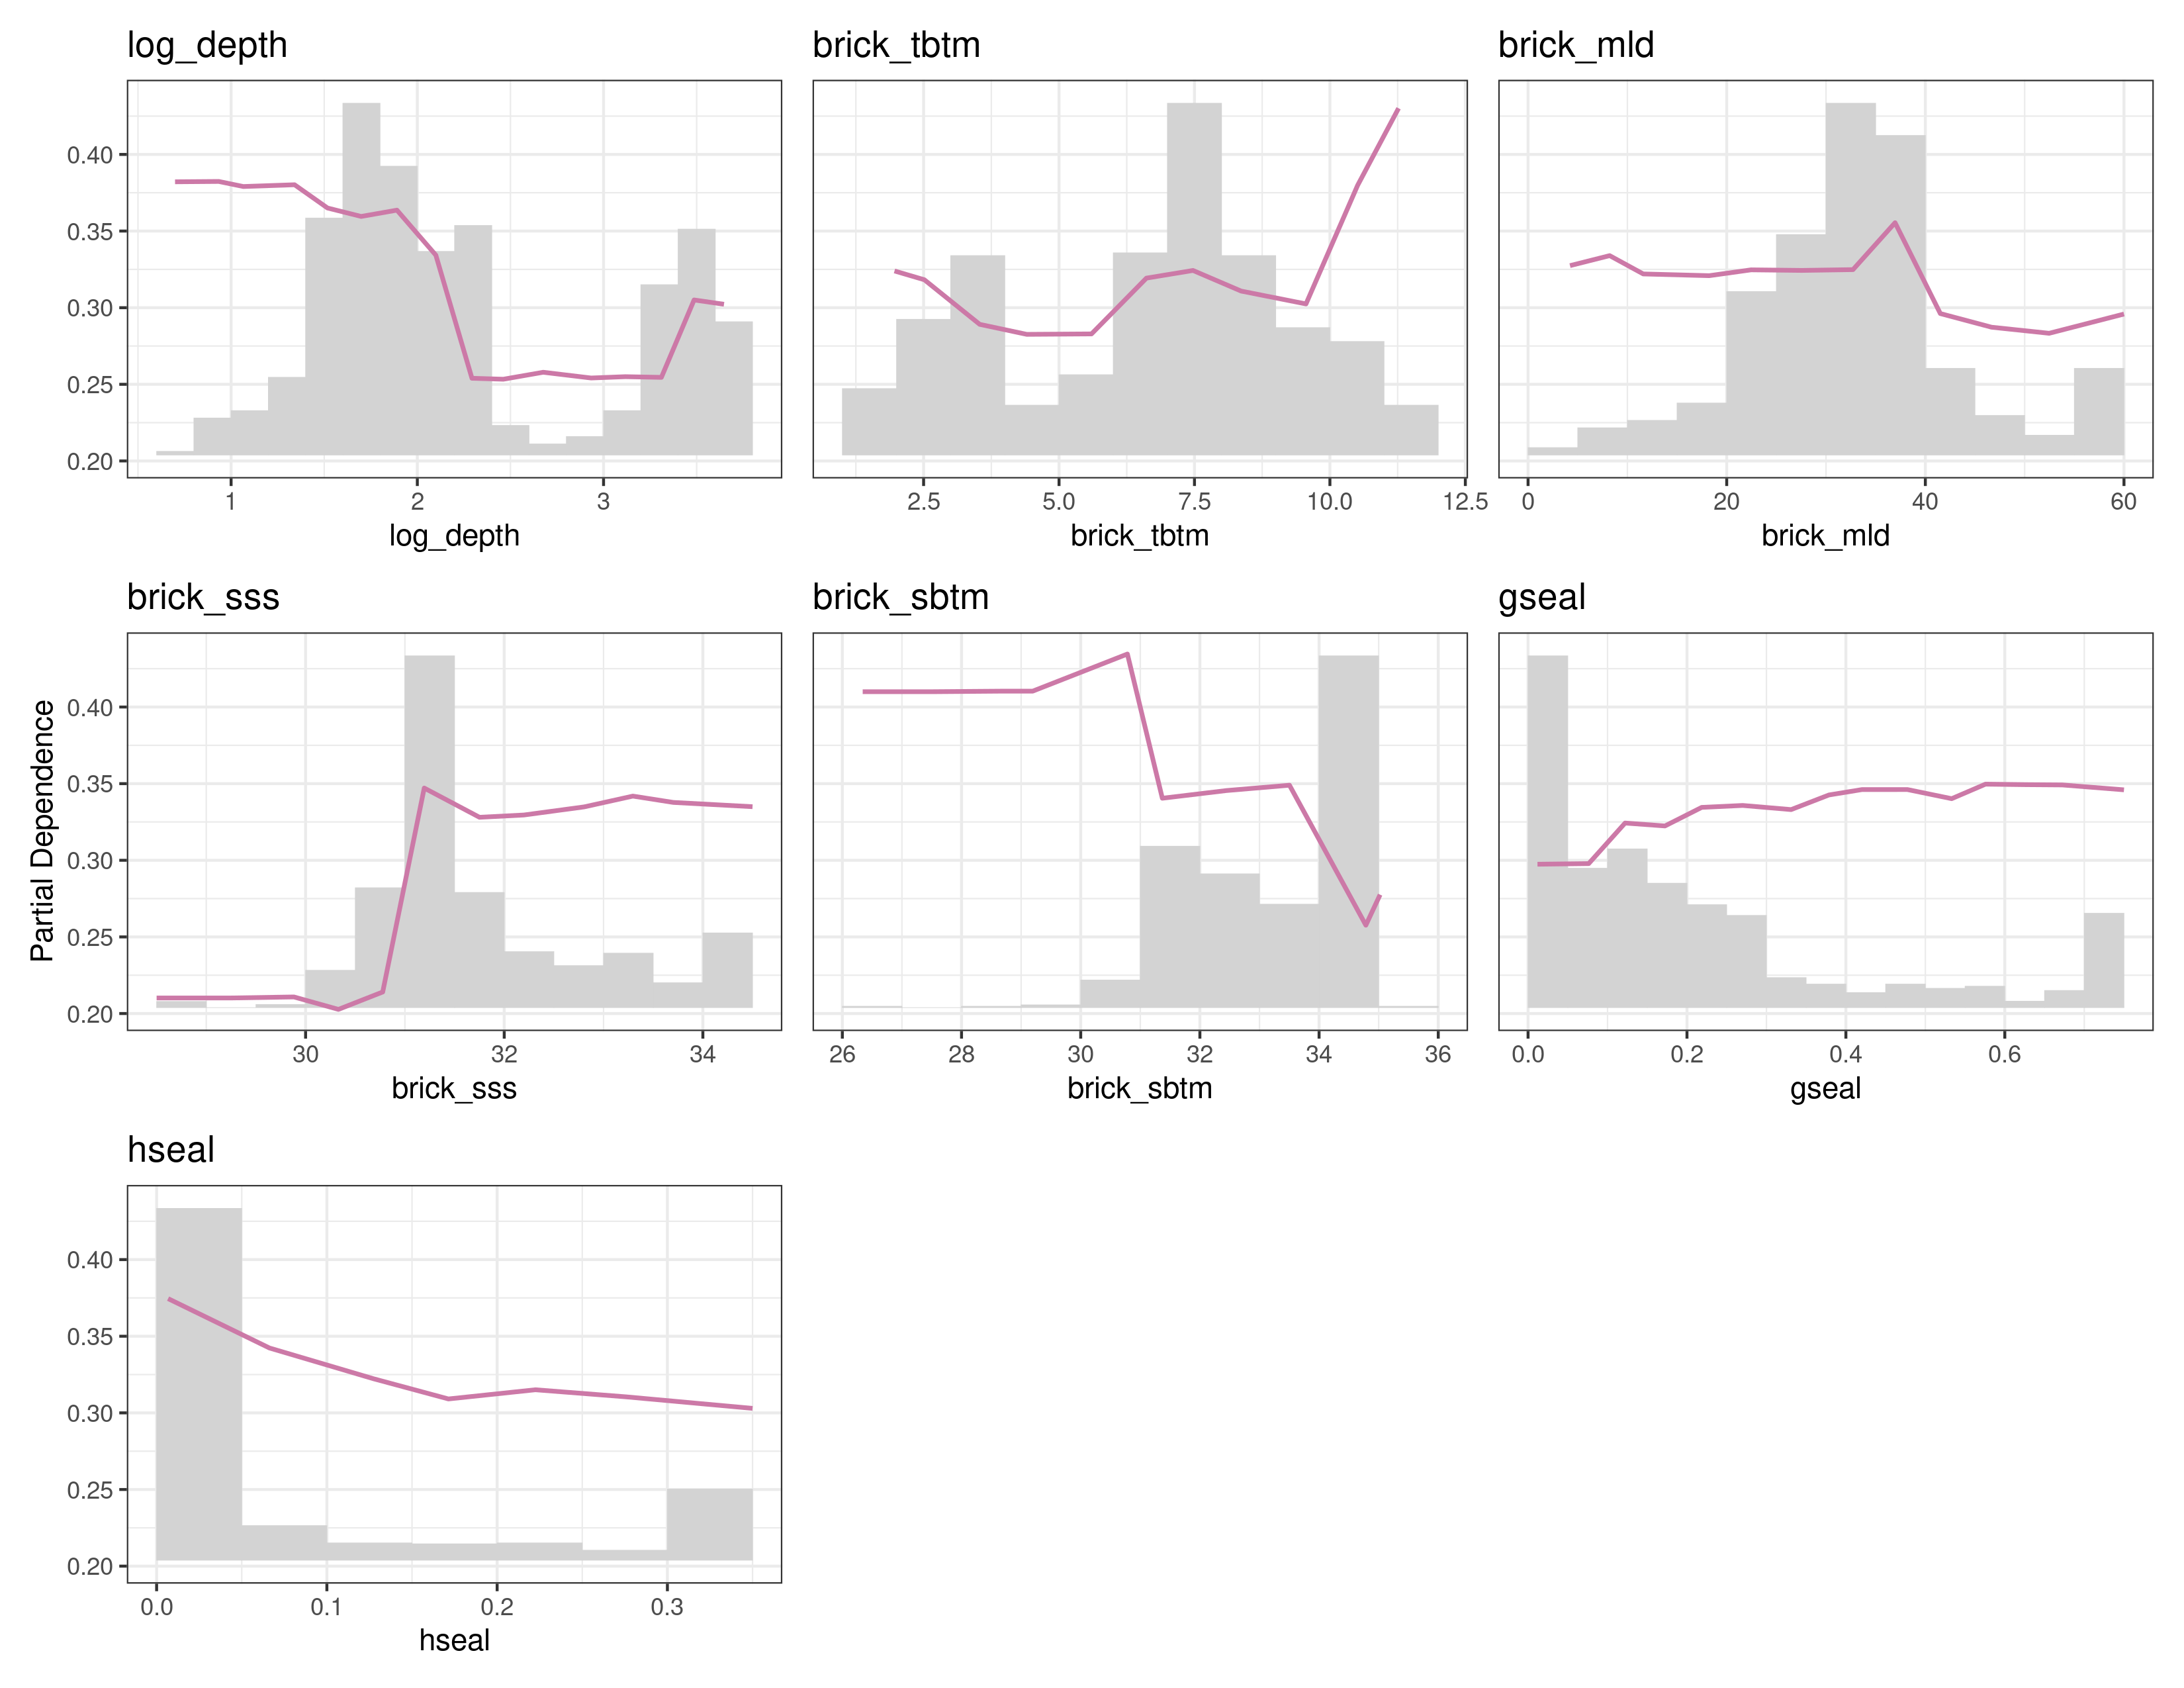 log_depth
brick_tbtm
brick_mld
0.40
0.35
0.30
0.25
0.20
1 2 3
2.5 5.0 7.5 10.0 12.5
0 20 40 60
log_depth
brick_tbtm
brick_mld
brick_sss
brick_sbtm
gseal
Partial Dependence
0.40
0.35
0.30
0.25
0.20
30 32 34
26 28 30 32 34 36
0.0 0.2 0.4 0.6
brick_sss
brick_sbtm
gseal
hseal
0.40
0.35
0.30
0.25
0.20
0.0 0.1 0.2 0.3
hseal